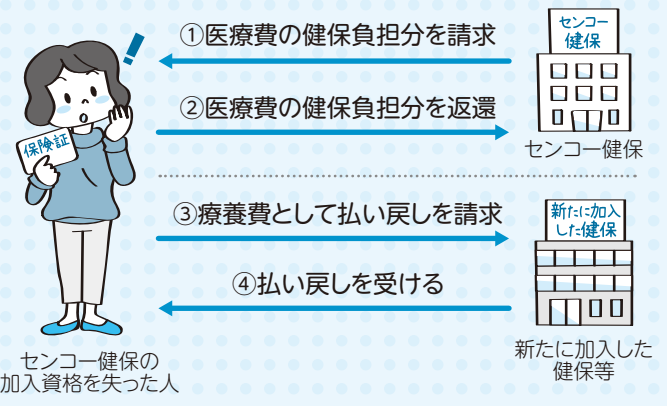 ①医療費の健保負担分を請求
センコー
健保
②医療費の健保負担分を返還
保険証
センコー健保
③療養費として払い戻しを請求
新たに加入
した健保
④払い戻しを受ける
センコー健保の
加入資格を失った人
新たに加入した
健保等